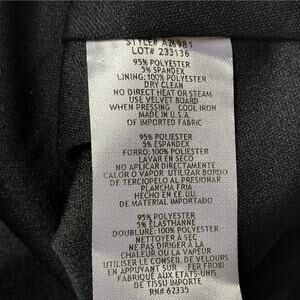 STYLE# A26981
LOT# 233136
95% POLYESTER
5% SPANDEX
LINING: 100% POLYESTER
DRY CLEAN
NO DIRECT HEAT OR STEAM
USE VELVET BOARD
WHEN PRESSING COOL IRON
MADE IN U.S.A.
OF IMPORTED FABRIC
95% POLIESTER
5% ESPANDEX
FORRO: 100% POLIESTER
LAVAR EN SECO
NO APLICAR DIRECTAMENTE
CALOR O VAPOR UTILIZAR BORDO
DE TERCIOPELO AL PRESIONAR
PLANCHA FRIA
HECHO EN EE.UU.
DE MATERIAL IMPORTADO
95% POLYESTER
5% ELASTHANNE
DOUBLURE: 100% POLYESTER
NETTOYER A SEC
NE PAS DIRIGER A LA
CHALEUR OU LA VAPEUR
UTILISER LE CONSEIL DE VELOURS
EN APPUYANT SUR FER FROID
FABRIQUE AUX ETATS-UNIS
DE TISSU IMPORTE
RN# 67335